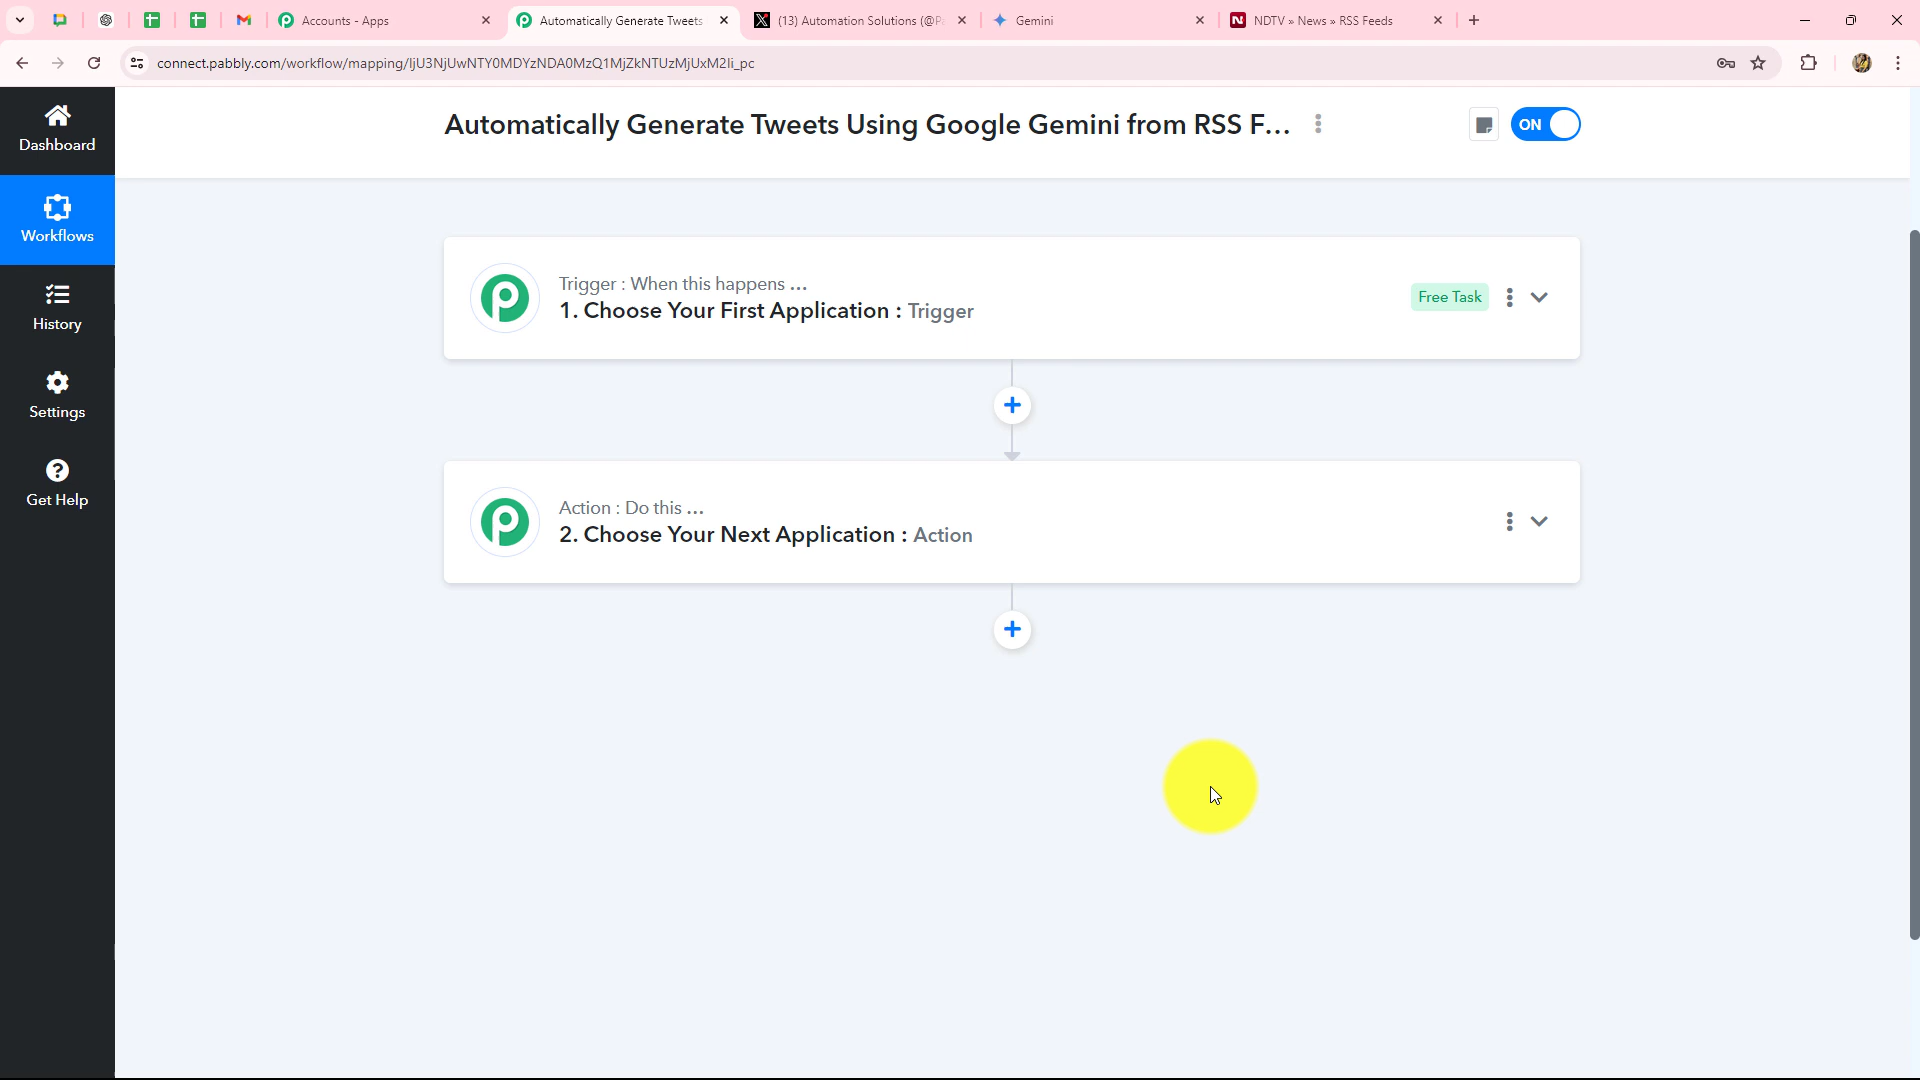 Accounts - Apps
Automatically Generate Tweets
(13) Automation Solutions (@P
Gemini
NDTV » News » RSS Feeds
connect.pabbly.com/workflow/mapping/IjU3NjUwNTY0MDYzNDA0MzQ1MjZkNTUzMjUxM2Ii_pc
Dashboard
Workflows
History
Settings
Get Help
Automatically Generate Tweets Using Google Gemini from RSS F...
ON
Trigger : When this happens ...
1. Choose Your First Application : Trigger
Free Task
Action : Do this ...
2. Choose Your Next Application : Action